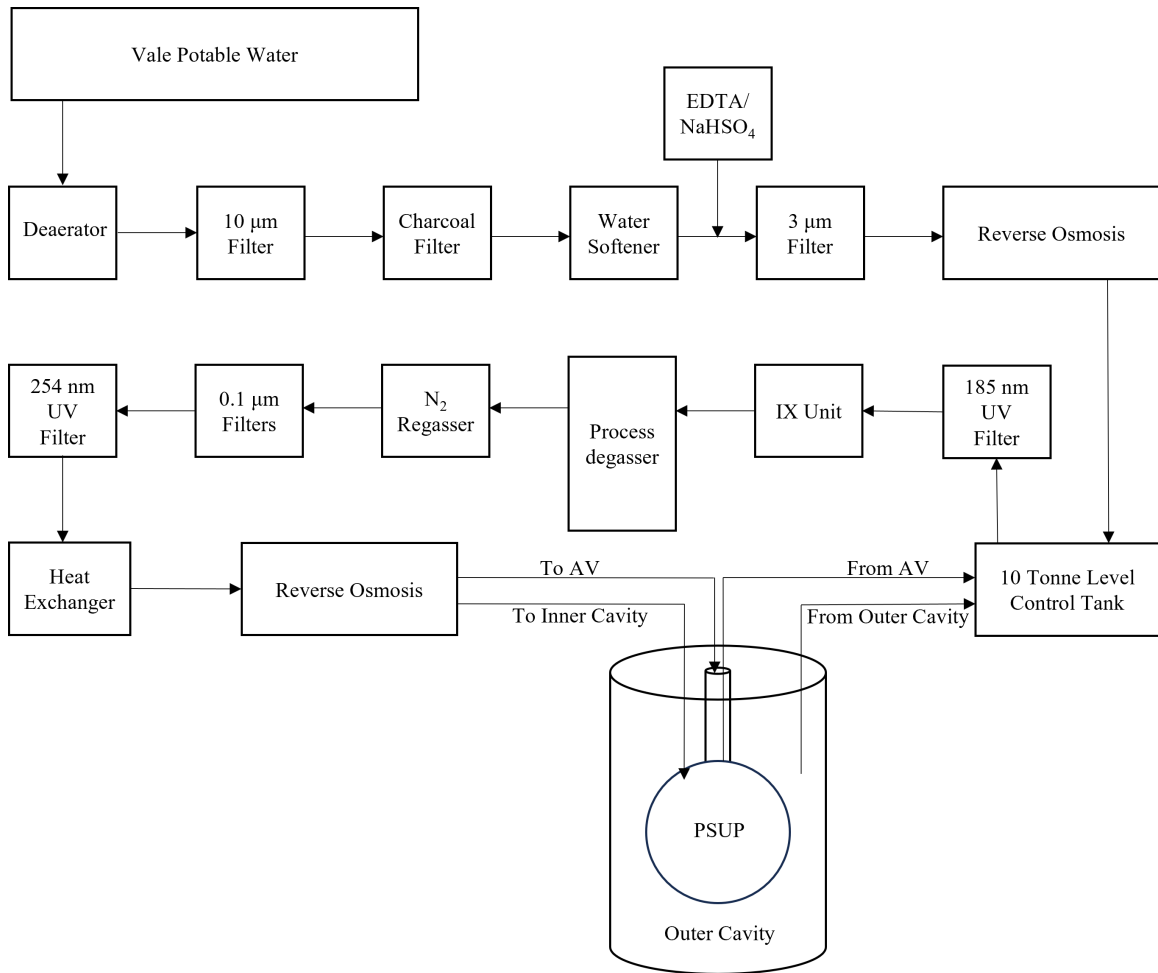 Vale Potable Water
EDTA/
NaHSO₄
Deaerator
10 μm
Filter
Charcoal
Filter
Water
Softener
3 μm
Filter
Reverse Osmosis
254 nm
UV
Filter
0.1 μm
Filters
N₂
Regasser
Process
degasser
IX Unit
185 nm
UV
Filter
Heat
Exchanger
Reverse Osmosis
To AV
To Inner Cavity
From AV
From Outer Cavity
10 Tonne Level
Control Tank
PSUP
Outer Cavity